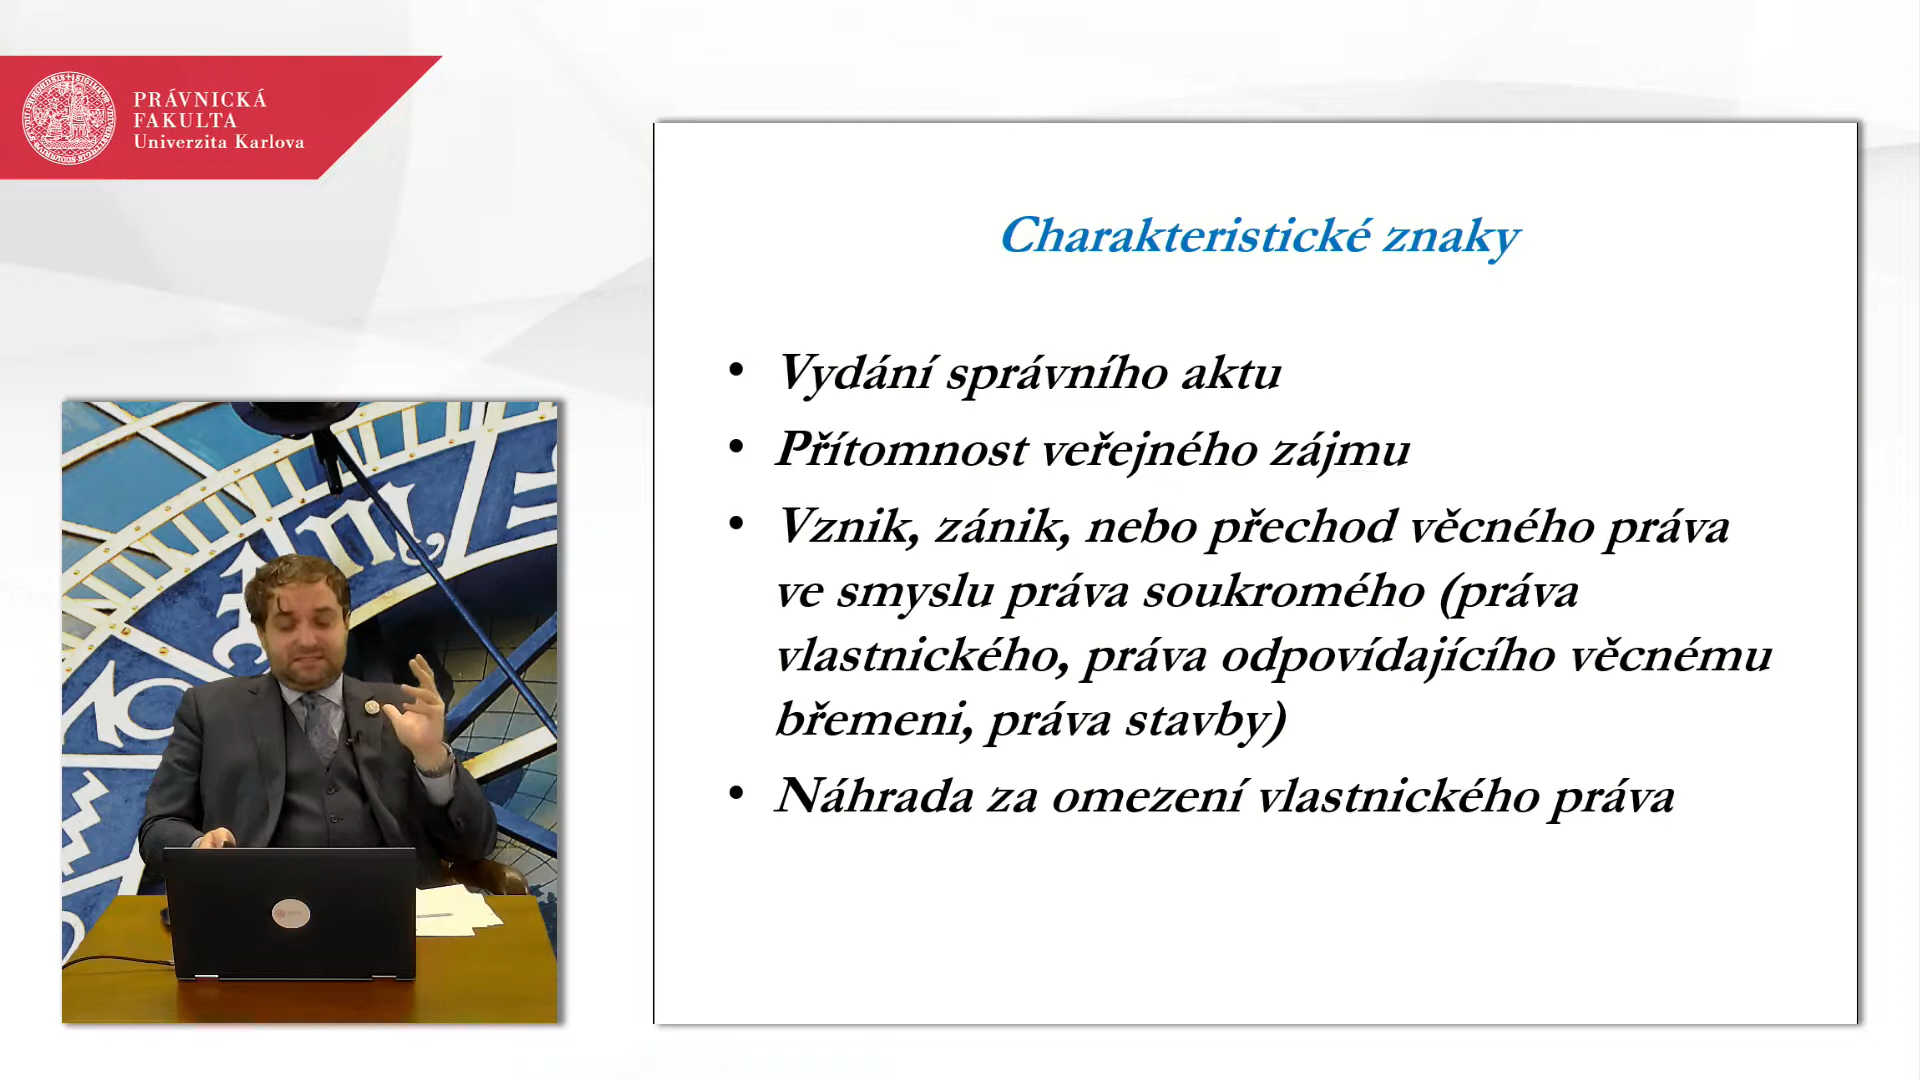 PRÁVNICKÁ
FAKULTA
Univerzita Karlova
Charakteristické znaky
• Vydání správního aktu
• Přítomnost veřejného zájmu
• Vznik, zánik, nebo přechod věcného práva
ve smyslu práva soukromého (práva
vlastnického, práva odpovídajícího věcnému
břemeni, práva stavby)
• Náhrada za omezení vlastnického práva